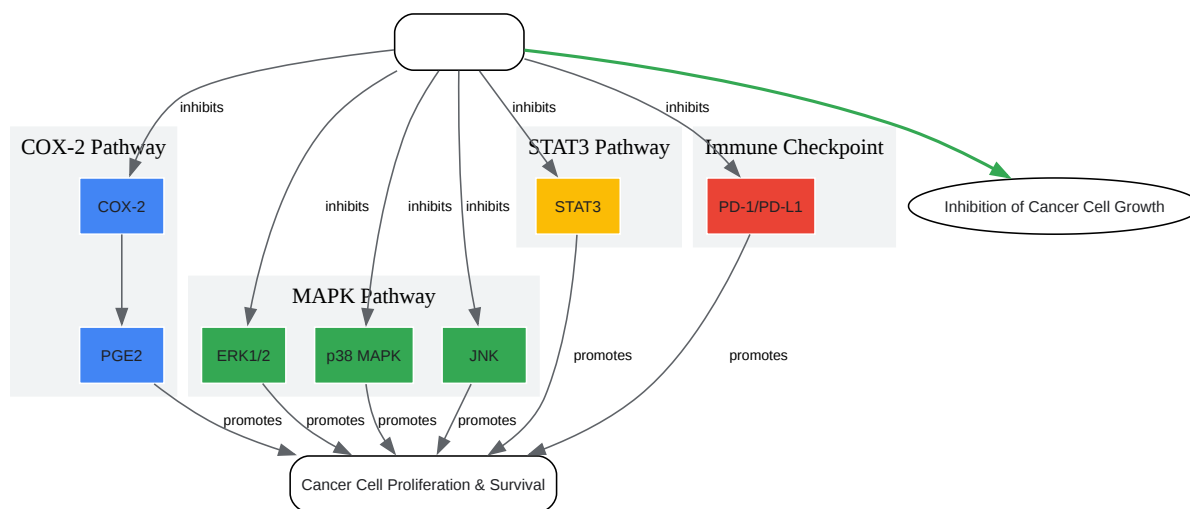 inhibits
inhibits
inhibits
COX-2 Pathway
STAT3 Pathway
Immune Checkpoint
COX-2
inhibits
inhibits
inhibits
STAT3
PD-1/PD-L1
Inhibition of Cancer Cell Growth
MAPK Pathway
PGE2
ERK1/2
p38 MAPK
JNK
promotes
promotes
promotes
promotes
promotes
promotes
Cancer Cell Proliferation & Survival